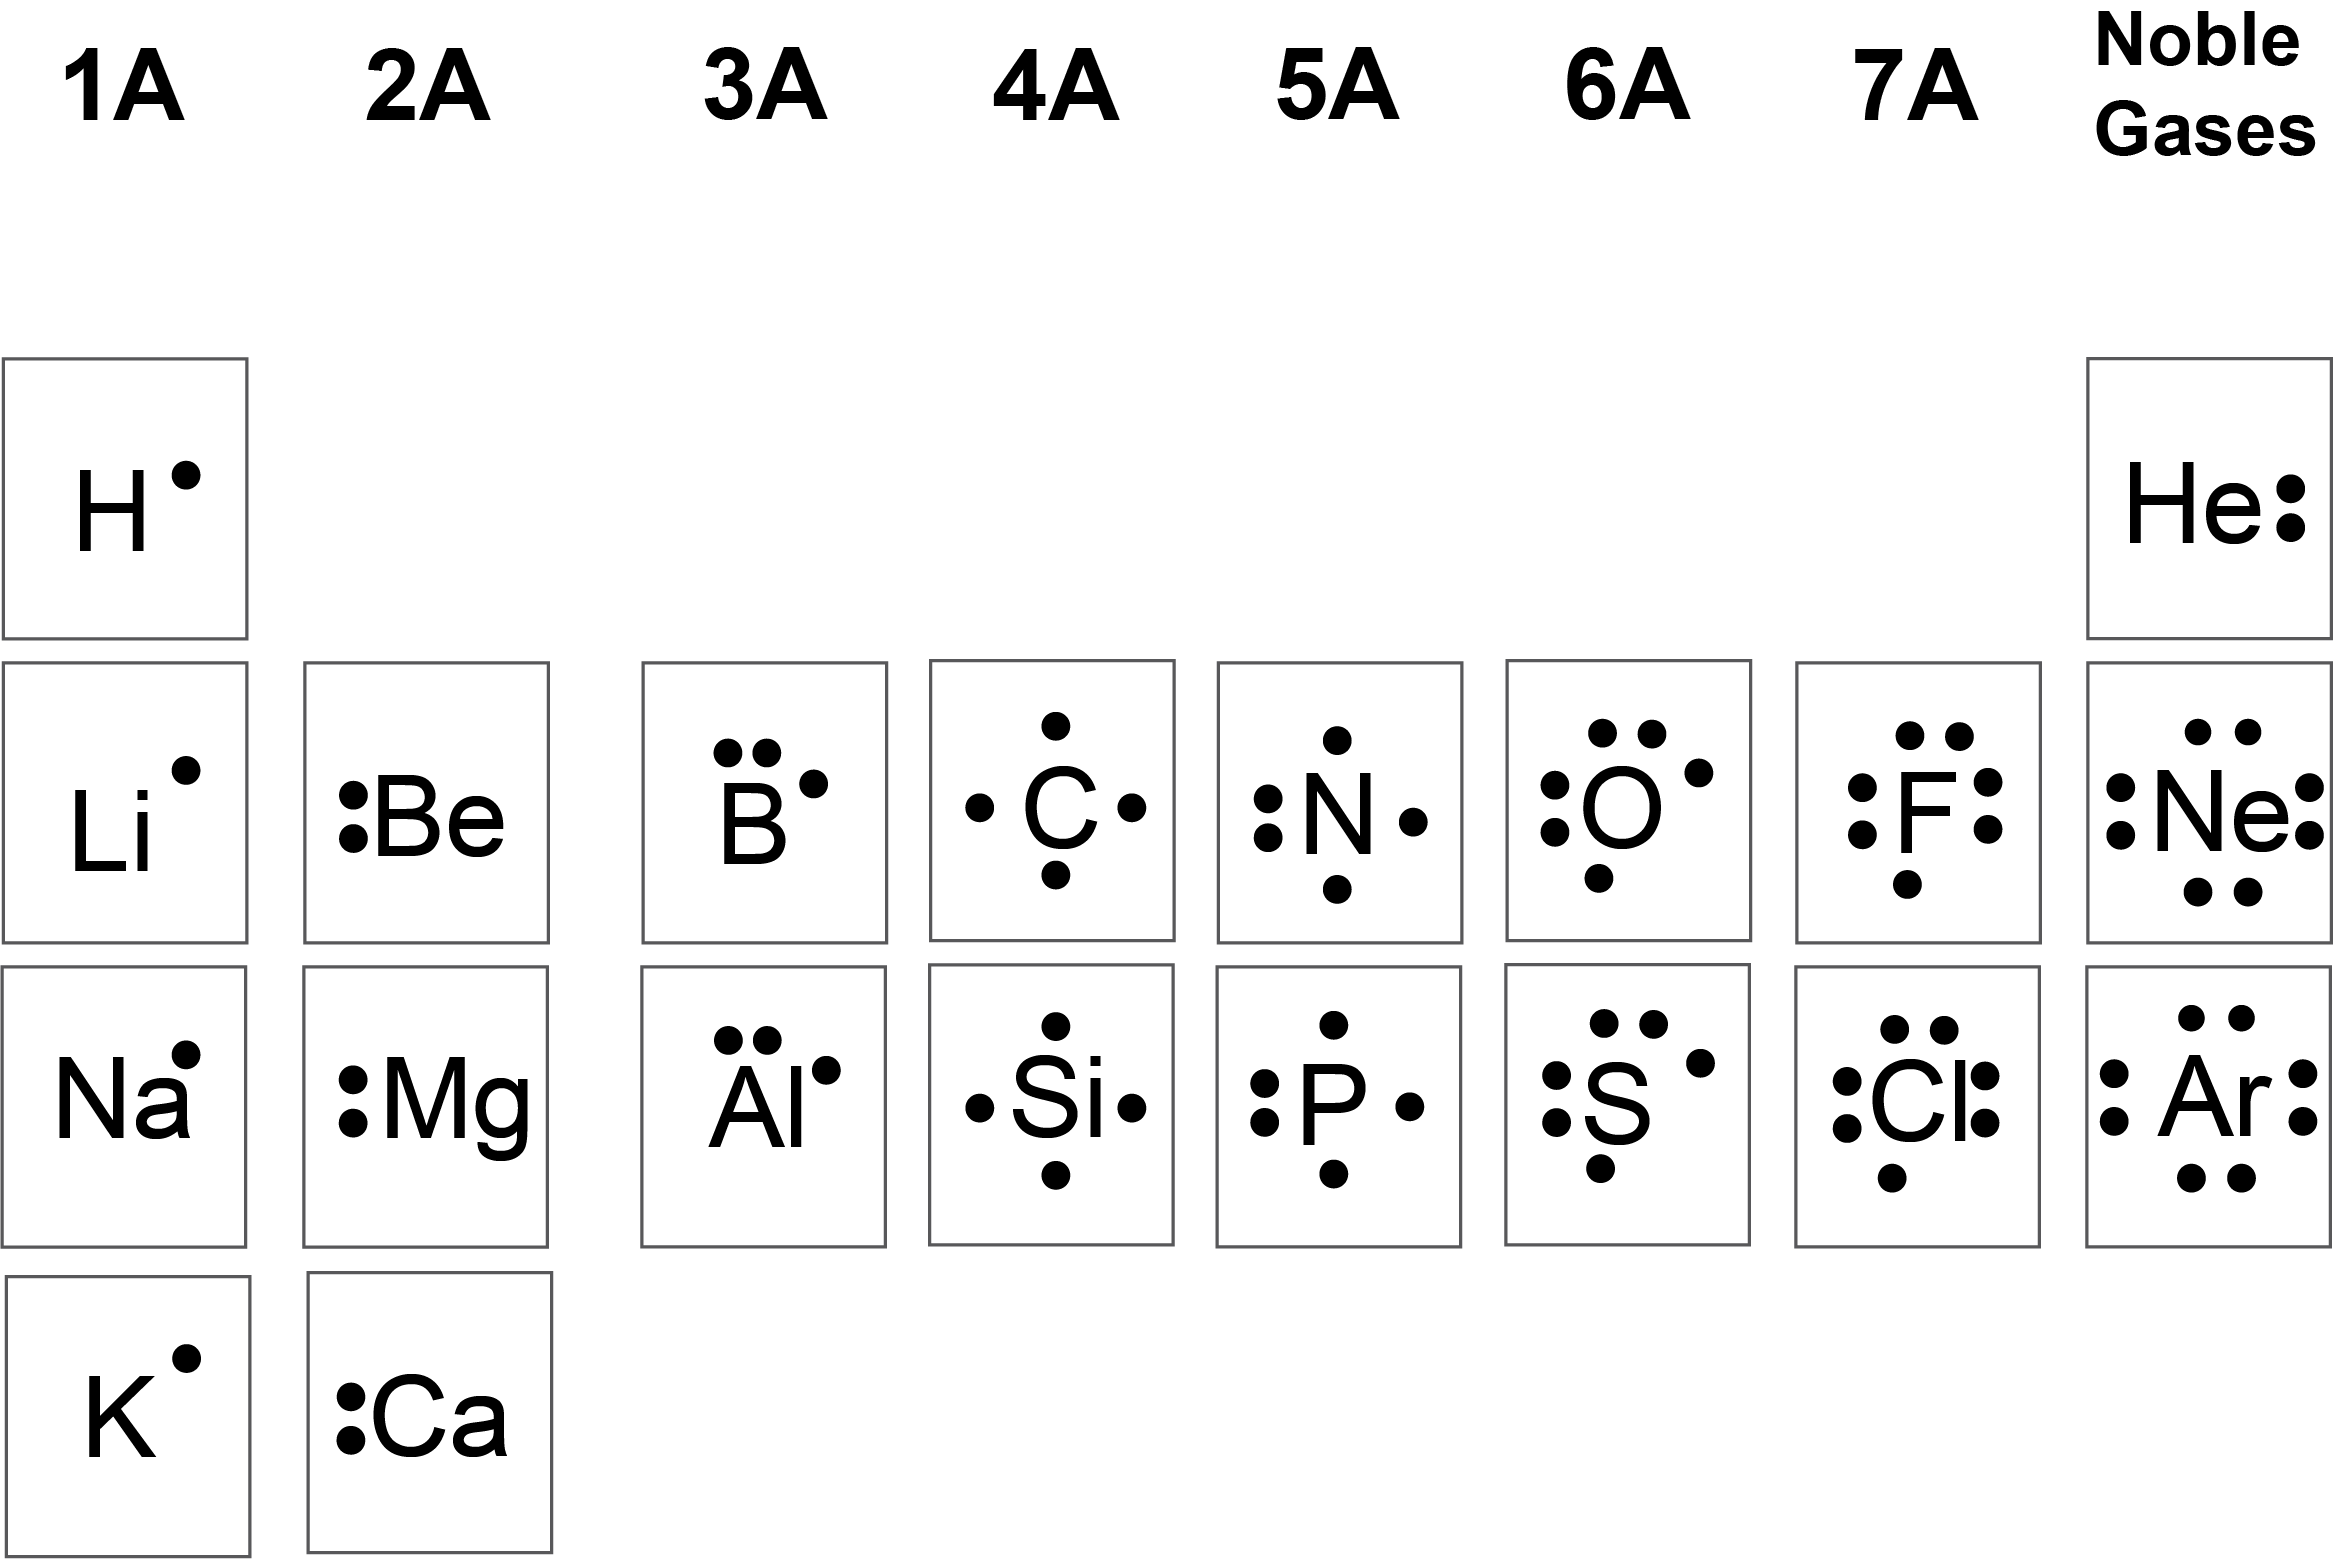 1A 2A 3A 4A 5A 6A 7A Noble
Gases
H He
Li Be B C N O F Ne
Na Mg Al Si P S Cl Ar
K Ca